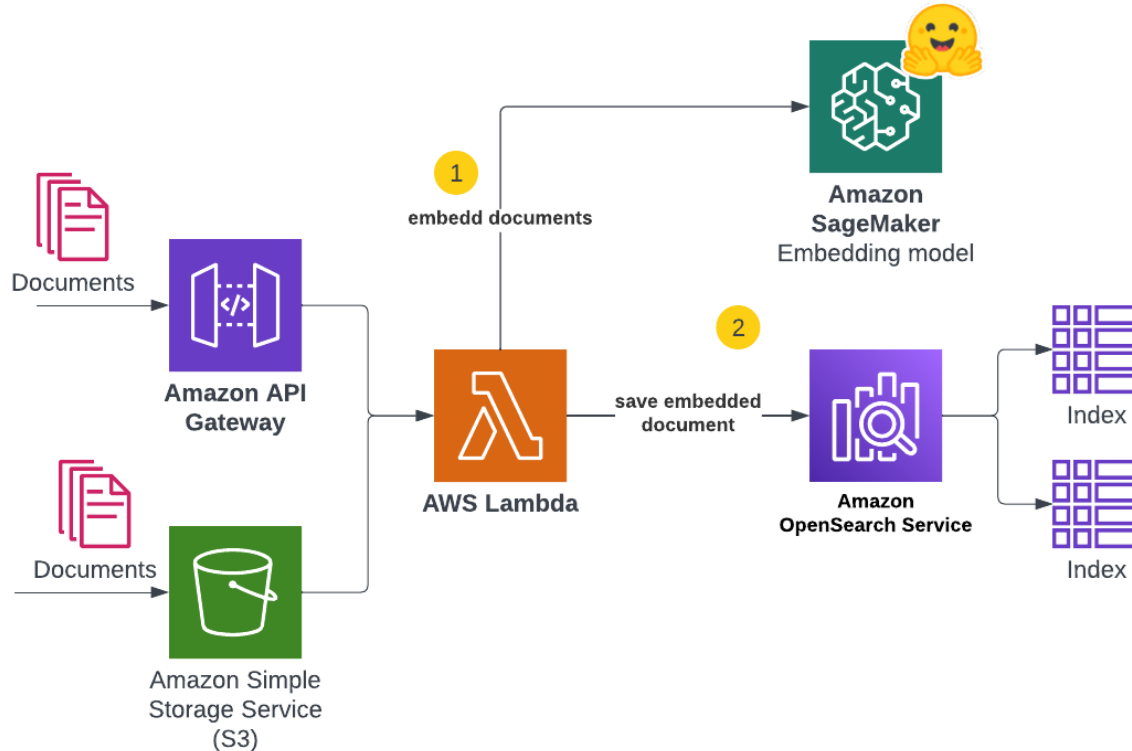 1
embedd documents
Amazon
SageMaker
Embedding model
Documents
</>
Amazon API
Gateway
2
save embedded
document
AWS Lambda
Amazon
OpenSearch Service
Index
Index
Documents
Amazon Simple
Storage Service
(S3)